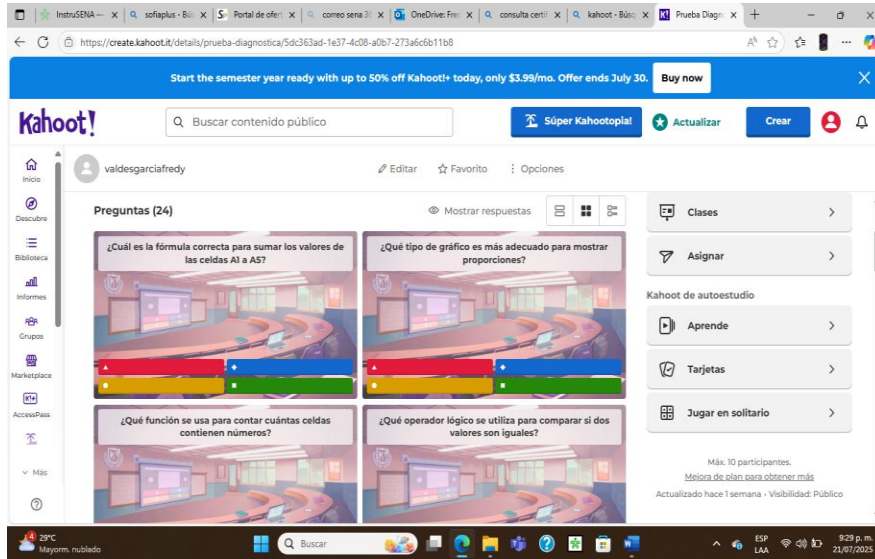 InstruSENA —
sofiaplus - Bús
Portal de ofert
correo sena 3
OneDrive: Free
consulta certifi
kahoot - Búsq
Prueba Diagnó
https://create.kahoot.it/details/prueba-diagnostica/5dc363ad-1e37-4c08-a0b7-273a6c6b11b8
Start the semester year ready with up to 50% off Kahoot!+ today, only $3.99/mo. Offer ends July 30.
Buy now
Kahoot!
Buscar contenido público
Súper Kahootopia!
Actualizar
Crear
Inicio
Descubre
Biblioteca
Informes
Grupos
Marketplace
K!+
AccessPass
Más
valdesgarciafredy
Editar
Favorito
Opciones
Preguntas (24)
Mostrar respuestas
¿Cuál es la fórmula correcta para sumar los valores de
las celdas A1 a A5?
¿Qué tipo de gráfico es más adecuado para mostrar
proporciones?
¿Qué función se usa para contar cuántas celdas
contienen números?
¿Qué operador lógico se utiliza para comparar si dos
valores son iguales?
Clases
Asignar
Kahoot de autoestudio
Aprende
Tarjetas
Jugar en solitario
Máx. 10 participantes.
Mejora de plan para obtener más
Actualizado hace 1 semana · Visibilidad: Público
29°C
Mayorm. nublado
Buscar
ESP
LAA
9:29 p. m.
21/07/2025